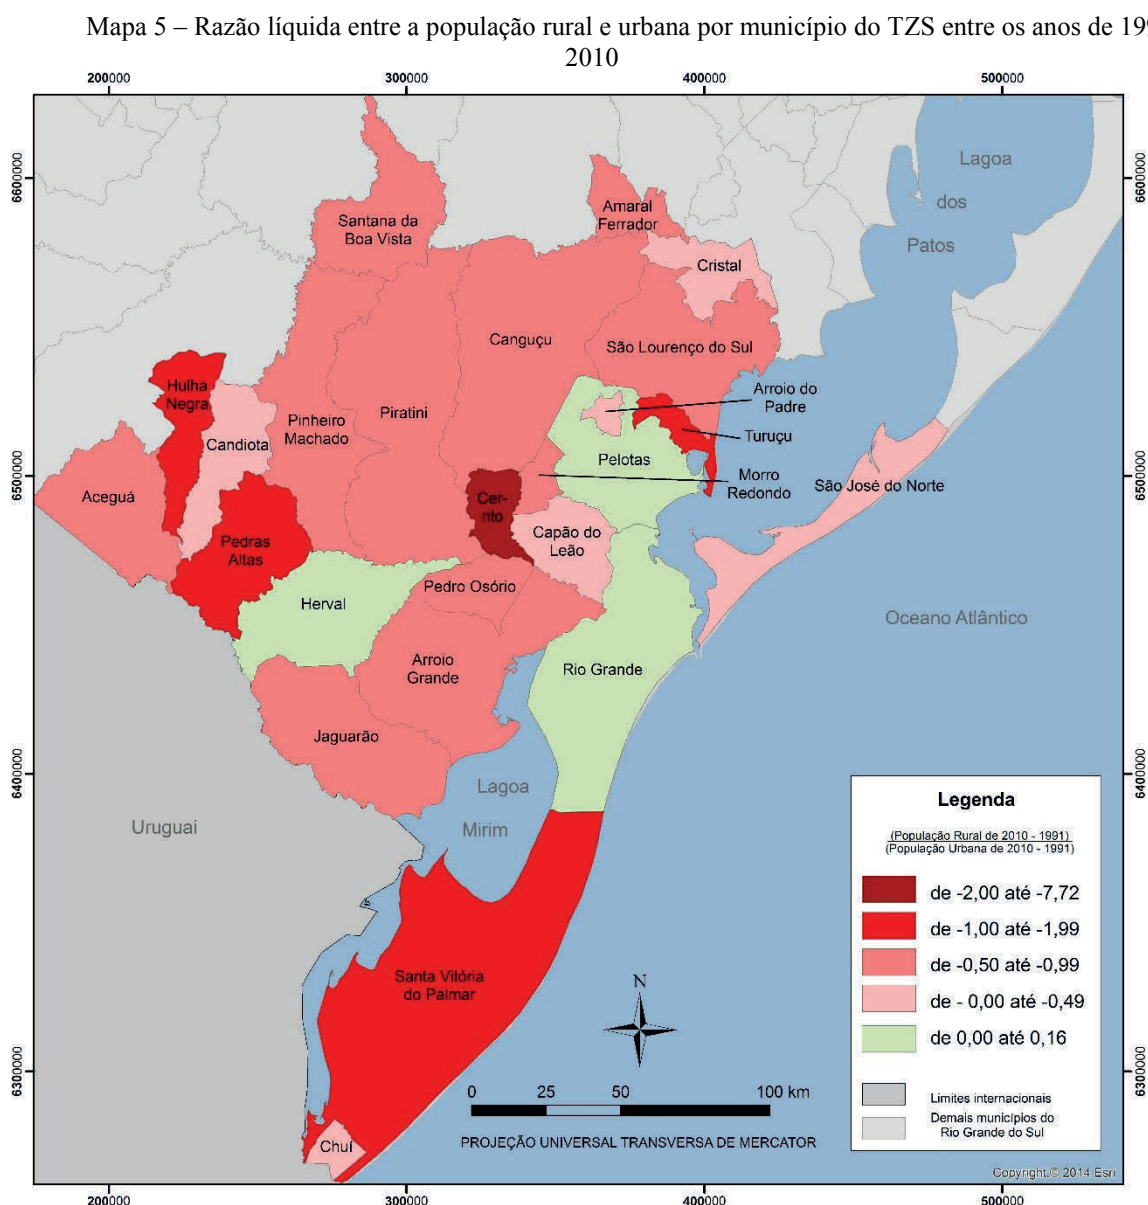 Mapa 5 – Razão líquida entre a população rural e urbana por município do TZS entre os anos de 199
2010
200000 300000 400000 500000
6600000 6600000
Lagoa
dos
Patos
Santana da
Boa Vista
Amaral
Ferrador
Cristal
Canguçu
São Lourenço do Sul
Hulha
Negra
Candiota
Pinheiro
Machado
Piratini
Arroio do
Padre
Turuçu
Pelotas
Morro
Redondo
6500000 6500000
Aceguá
São José do Norte
Cer-
nto
Capão do
Leão
Pedras
Altas
Pedro Osório
Herval
Oceano Atlântico
Arroio
Grande
Rio Grande
Jaguarão
6400000 6400000
Lagoa
Mirim
Uruguai
Santa Vitória
do Palmar
N
6300000 6300000
0 25 50 100 km
PROJEÇÃO UNIVERSAL TRANSVERSA DE MERCATOR
Chuí
Legenda
(População Rural de 2010 - 1991)
(População Urbana de 2010 - 1991)
de -2,00 até -7,72
de -1,00 até -1,99
de -0,50 até -0,99
de - 0,00 até -0,49
de 0,00 até 0,16
Limites internacionais
Demais municípios do
Rio Grande do Sul
Copyright:© 2014 Esri
200000 300000 400000 500000